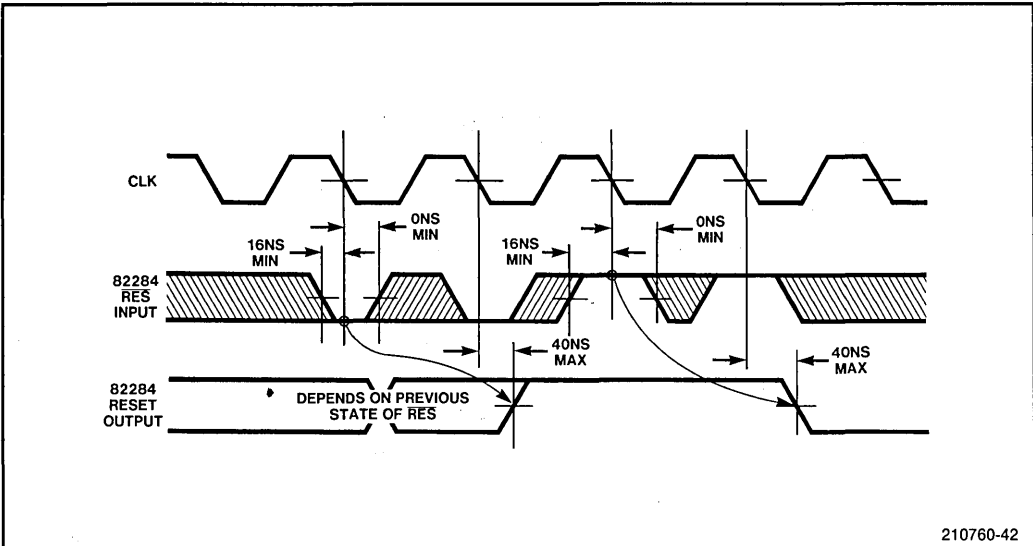 CLK
0NS
MIN
16NS
MIN
0NS
MIN
16NS
MIN
82284
RES
INPUT
40NS
MAX
40NS
MAX
82284
RESET
OUTPUT
DEPENDS ON PREVIOUS
STATE OF RES
210760-42